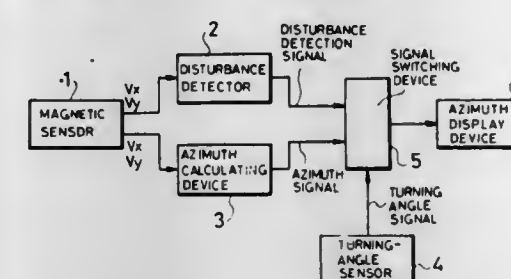 2
DISTURBANCE
DETECTION
SIGNAL
SIGNAL
SWITCHING
DEVICE
1
Vx
Vy
DISTURBANCE
DETECTOR
MAGNETIC
SENSOR
AZIMUTH
DISPLAY
DEVICE
Vx
Vy
AZIMUTH
CALCULATING
DEVICE
AZIMUTH
SIGNAL
5
3
TURNING
ANGLE
SIGNAL
TURNING-
ANGLE
SENSOR
4